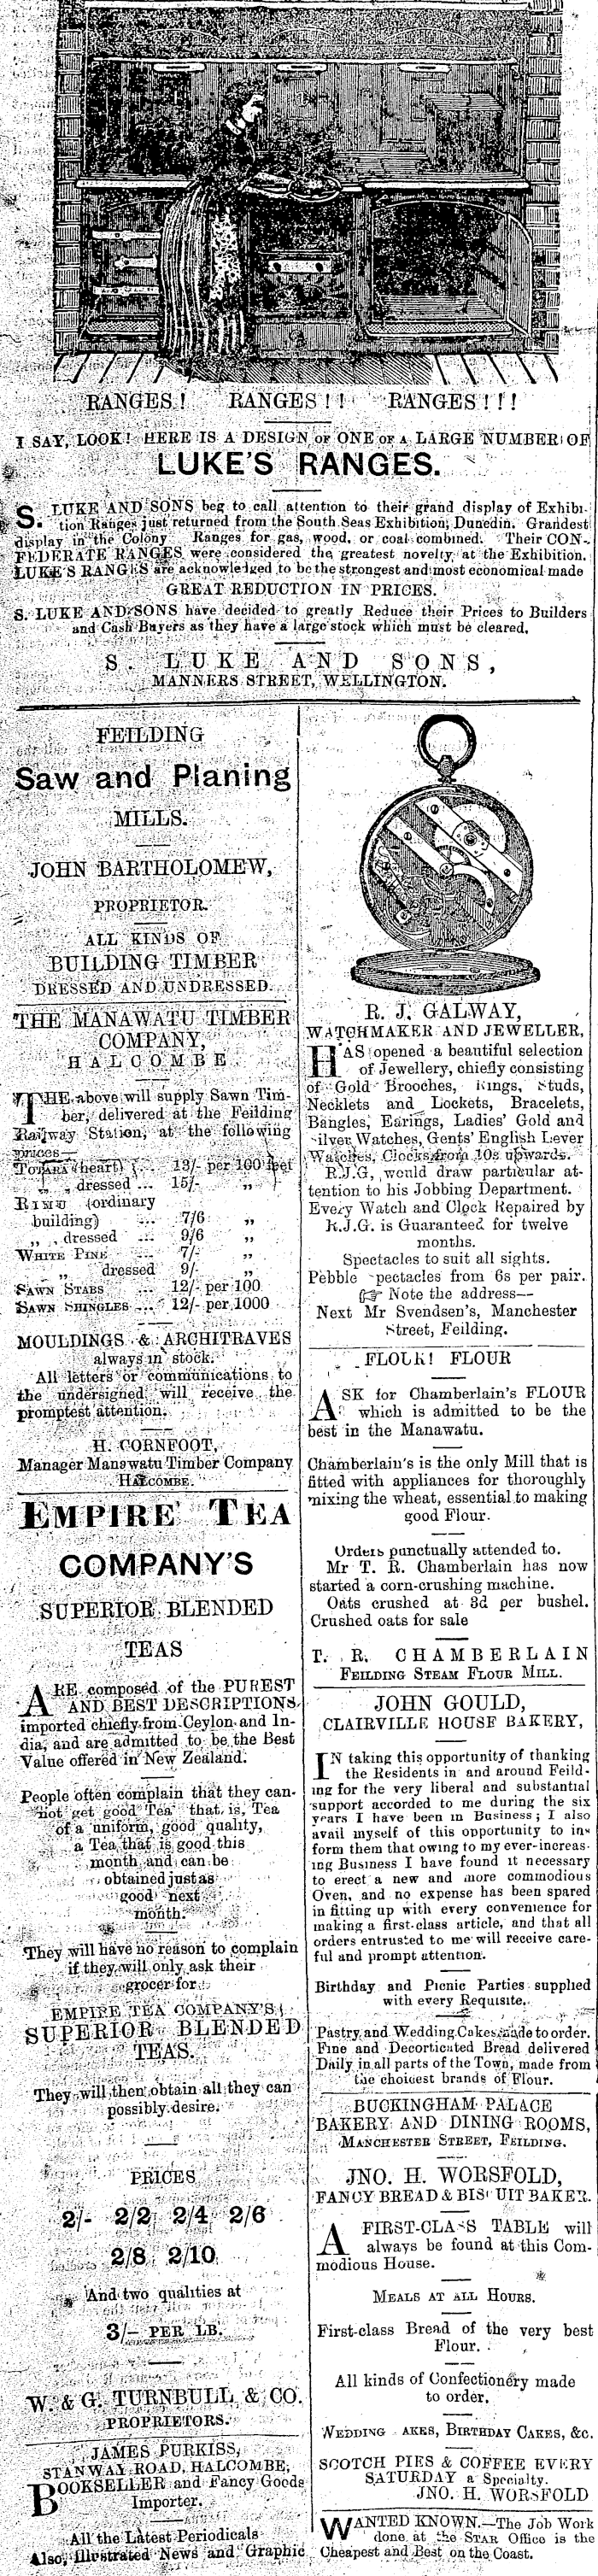 RANGES! RANGES!! RANGES!!!
I SAY, LOOK! HERE IS A DESIGN OF ONE OF A LARGE NUMBER OF
LUKE'S RANGES.
S. LUKE AND SONS beg to call attention to their grand display of Exhibi-
tion Ranges just returned from the South Seas Exhibition, Dunedin. Grandest
display in the Colony Ranges for gas, wood, or coal combined. Their CON-
FEDERATE RANGES were considered the greatest novelty at the Exhibition.
LUKE'S RANGES are acknowledged to be the strongest and most economical made
GREAT REDUCTION IN PRICES.
S. LUKE AND SONS have decided to greatly Reduce their Prices to Builders
and Cash Buyers as they have a large stock which must be cleared.
S. LUKE AND SONS,
MANNERS STREET, WELLINGTON.
FEILDING
Saw and Planing
MILLS.
JOHN BARTHOLOMEW,
PROPRIETOR.
ALL KINDS OF
BUILDING TIMBER
DRESSED AND UNDRESSED.
THE MANAWATU TIMBER
COMPANY,
HALCOMBE.
THE above will supply Sawn Tim-
ber, delivered at the Feilding
Railway Station, at the following
prices—
TOTARA (heart) ... 13/- per 100 feet
„ „ dressed ... 15/- „
RIMU (ordinary
building) ... 7/6 „
„ „ dressed ... 9/6 „
WHITE PINE ... 7/- „
„ dressed 9/- „
SAWN STABS ... 12/- per 100
SAWN SHINGLES ... 12/- per 1000
MOULDINGS & ARCHITRAVES
always in stock.
All letters or communications to
the undersigned will receive the
promptest attention.
H. CORNFOOT,
Manager Manawatu Timber Company
HALCOMBE.
EMPIRE TEA
COMPANY'S
SUPERIOR BLENDED
TEAS
ARE composed of the PUREST
AND BEST DESCRIPTIONS
imported chiefly from Ceylon and In-
dia, and are admitted to be the Best
Value offered in New Zealand.
People often complain that they can-
not get good Tea that is, Tea
of a uniform, good quality,
a Tea that is good this
month and can be
obtained just as
good next
month.
They will have no reason to complain
if they will only ask their
grocer for
EMPIRE TEA COMPANY'S
SUPERIOR BLENDED
TEAS.
They will then obtain all they can
possibly desire.
PRICES
2/- 2/2 2/4 2/6
2/8 2/10
And two qualities at
3/- PER LB.
W. & G. TURNBULL & CO.
PROPRIETORS.
JAMES PURKISS,
STANWAY ROAD, HALCOMBE,
BOOKSELLER and Fancy Goods
Importer.
All the Latest Periodicals
Also, Illustrated News and Graphic
R. J. GALWAY,
WATCHMAKER AND JEWELLER,
HAS opened a beautiful selection
of Jewellery, chiefly consisting
of Gold Brooches, Rings, Studs,
Necklets and Lockets, Bracelets,
Bangles, Earings, Ladies' Gold and
Silver Watches, Gents' English Lever
Watches, Clocks from 10s upwards.
R.J.G. would draw particular at-
tention to his Jobbing Department.
Every Watch and Clock Repaired by
R.J.G. is Guaranteed for twelve
months.
Spectacles to suit all sights.
Pebble Spectacles from 6s per pair.
☞ Note the address—
Next Mr Svendsen's, Manchester
Street, Feilding.
FLOUR! FLOUR
ASK for Chamberlain's FLOUR
which is admitted to be the
best in the Manawatu.
Chamberlain's is the only Mill that is
fitted with appliances for thoroughly
mixing the wheat, essential to making
good Flour.
Orders punctually attended to.
Mr T. R. Chamberlain has now
started a corn-crushing machine.
Oats crushed at 3d per bushel.
Crushed oats for sale
T. R. CHAMBERLAIN
FEILDING STEAM FLOUR MILL.
JOHN GOULD,
CLAIRVILLE HOUSE BAKERY,
IN taking this opportunity of thanking
the Residents in and around Feild-
ing for the very liberal and substantial
support accorded to me during the six
years I have been in Business; I also
avail myself of this opportunity to in-
form them that owing to my ever-increas-
ing Business I have found it necessary
to erect a new and more commodious
Oven, and no expense has been spared
in fitting up with every convenience for
making a first-class article, and that all
orders entrusted to me will receive care-
ful and prompt attention.
Birthday and Picnic Parties supplied
with every Requisite.
Pastry and Wedding Cakes made to order.
Fine and Decorticated Bread delivered
Daily in all parts of the Town, made from
the choicest brands of Flour.
BUCKINGHAM PALACE
BAKERY AND DINING ROOMS,
MANCHESTER STREET, FEILDING.
JNO. H. WORSFOLD,
FANCY BREAD & BISCUIT BAKER.
A FIRST-CLASS TABLE will
always be found at this Com-
modious House.
MEALS AT ALL HOURS.
First-class Bread of the very best
Flour.
All kinds of Confectionery made
to order.
WEDDING CAKES, BIRTHDAY CAKES, &c.
SCOTCH PIES & COFFEE EVERY
SATURDAY a Specialty.
JNO. H. WORSFOLD
WANTED KNOWN.—The Job Work
done at the STAR Office is the
Cheapest and Best on the Coast.